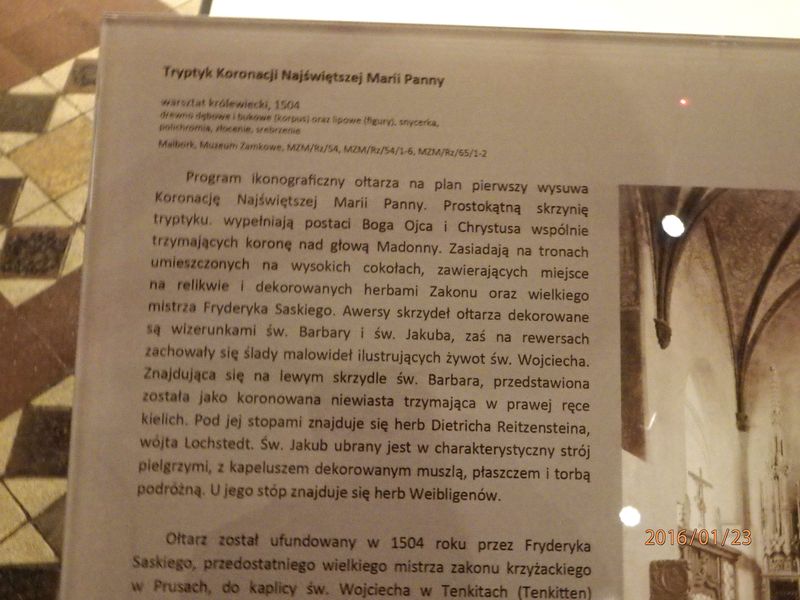 Tryptyk Koronacji Najświętszej Marii Panny
warsztat królewiecki, 1504
drewno dębowe i bukowe (korpus) oraz lipowe (figury), snycerka,
polichromia, złocenie, srebrzenie
Malbork, Muzeum Zamkowe, MZM/Rz/54, MZM/Rz/54/1-6, MZM/Rz/65/1-2
Program ikonograficzny ołtarza na plan pierwszy wysuwa
Koronację Najświętszej Marii Panny. Prostokątną skrzynię
tryptyku. wypełniają postaci Boga Ojca i Chrystusa wspólnie
trzymających koronę nad głową Madonny. Zasiadają na tronach
umieszczonych na wysokich cokołach, zawierających miejsce
na relikwie i dekorowanych herbami Zakonu oraz wielkiego
mistrza Fryderyka Saskiego. Awersy skrzydeł ołtarza dekorowane
są wizerunkami św. Barbary i św. Jakuba, zaś na rewersach
zachowały się ślady malowideł ilustrujących żywot św. Wojciecha.
Znajdująca się na lewym skrzydle św. Barbara, przedstawiona
została jako koronowana niewiasta trzymająca w prawej ręce
kielich. Pod jej stopami znajduje się herb Dietricha Reitzensteina,
wójta Lochstedt. Św. Jakub ubrany jest w charakterystyczny strój
pielgrzymi, z kapeluszem dekorowanym muszlą, płaszczem i torbą
podróżną. U jego stóp znajduje się herb Weibligenów.
Ołtarz został ufundowany w 1504 roku przez Fryderyka
Saskiego, przedostatniego wielkiego mistrza zakonu krzyżackiego
w Prusach, do kaplicy św. Wojciecha w Tenkitach (Tenkitten)
2016/01/23